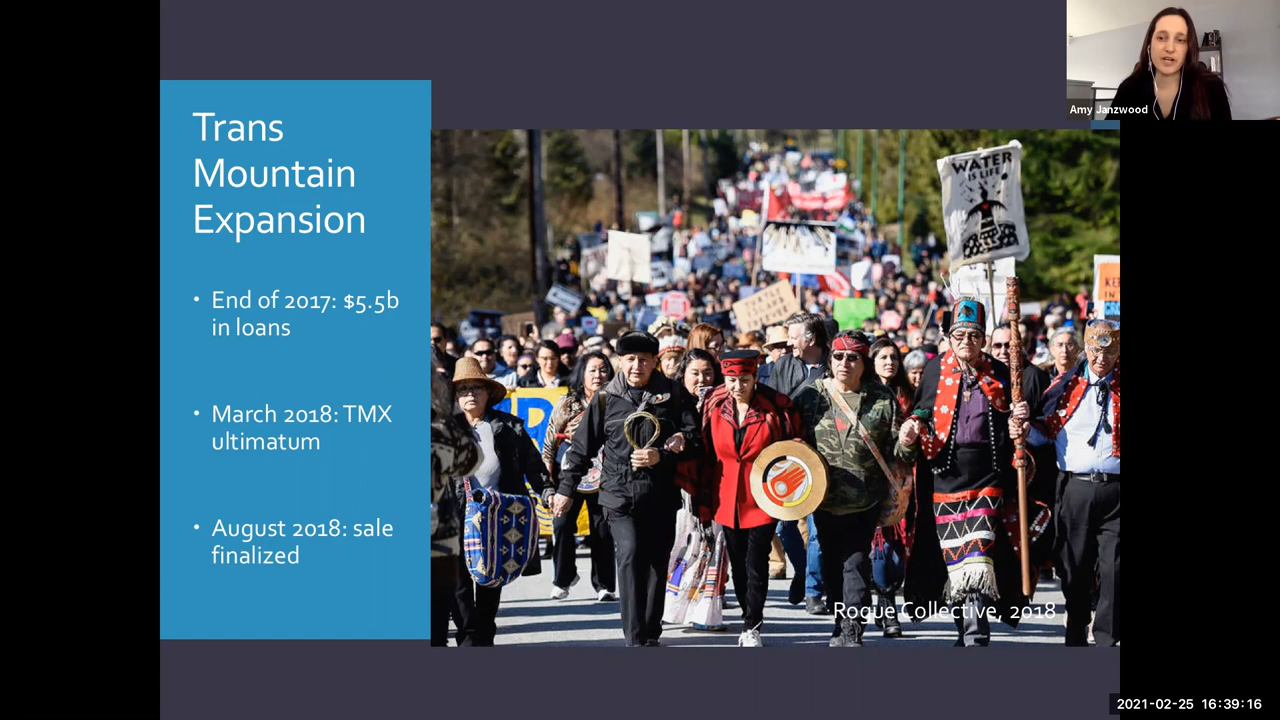 Amy Janzwood
Trans
Mountain
Expansion
• End of 2017: $5.5b
in loans
• March 2018: TMX
ultimatum
• August 2018: sale
finalized
WATER
IS LIFE
Rogue Collective, 2018
2021-02-25 16:39:16